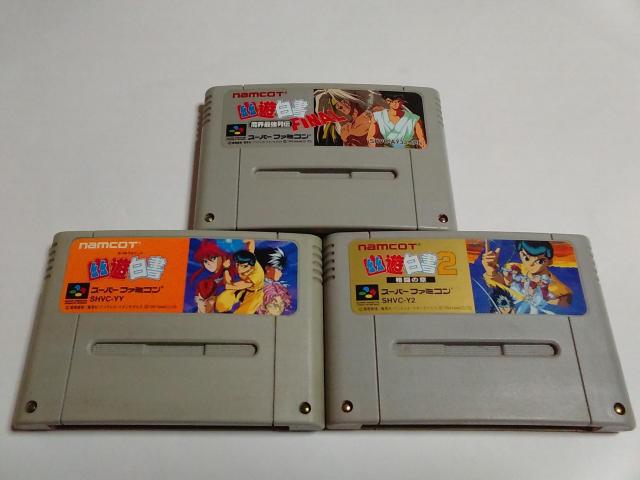 namcoT
幽遊白書
FINAL
魔界最強列伝
スーパーファミコン
namcoT
幽遊白書
スーパーファミコン
SHVC-YY
namcoT
幽遊白書2
格闘の章
スーパーファミコン
SHVC-Y2